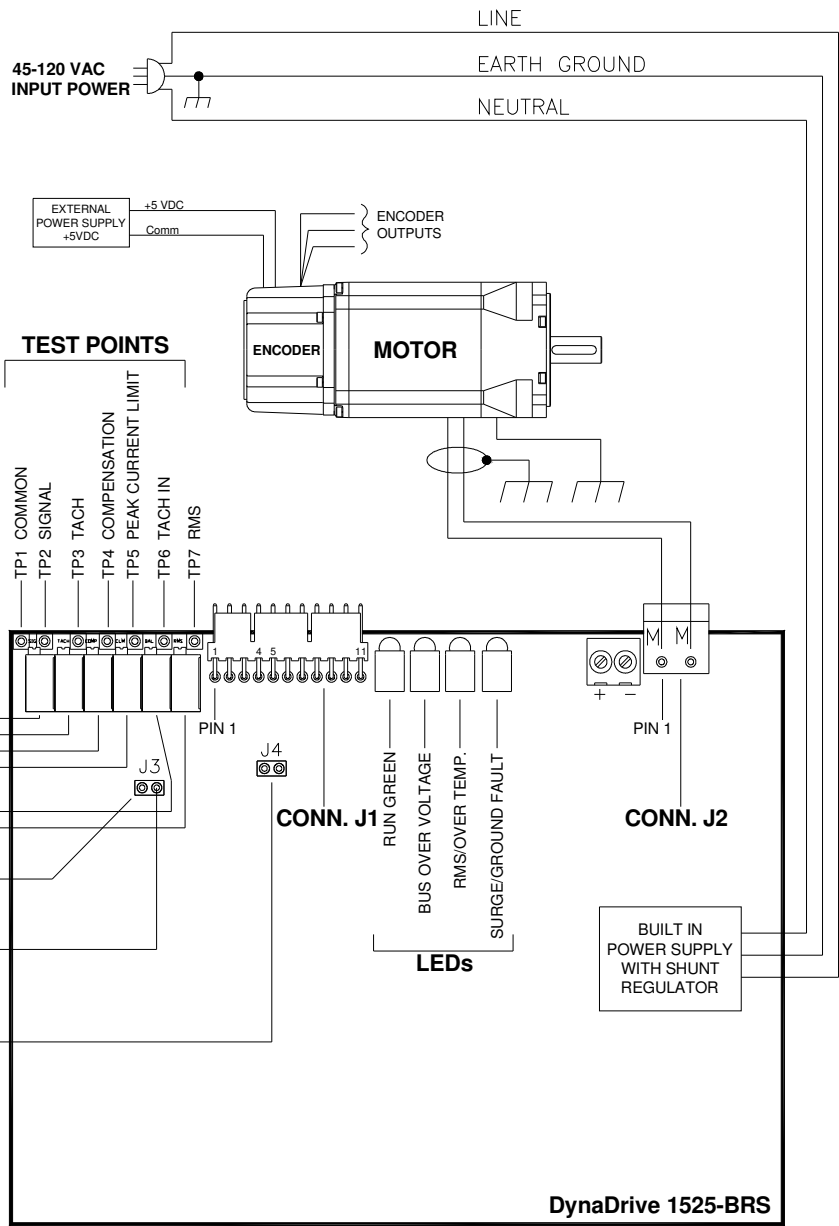 LINE
45-120 VAC
INPUT POWER
EARTH GROUND
NEUTRAL
EXTERNAL
POWER SUPPLY
+5VDC
+5 VDC
Comm
ENCODER
OUTPUTS
ENCODER
MOTOR
TEST POINTS
TP1 COMMON
TP2 SIGNAL
TP3 TACH
TP4 COMPENSATION
TP5 PEAK CURRENT LIMIT
TP6 TACH IN
TP7 RMS
SIG TACH COMP CLM BAL RMS
1 4 5 11
M M
+ −
PIN 1
PIN 1
J3
J4
CONN. J1
RUN GREEN
BUS OVER VOLTAGE
RMS/OVER TEMP.
SURGE/GROUND FAULT
LEDs
CONN. J2
BUILT IN
POWER SUPPLY
WITH SHUNT
REGULATOR
DynaDrive 1525-BRS